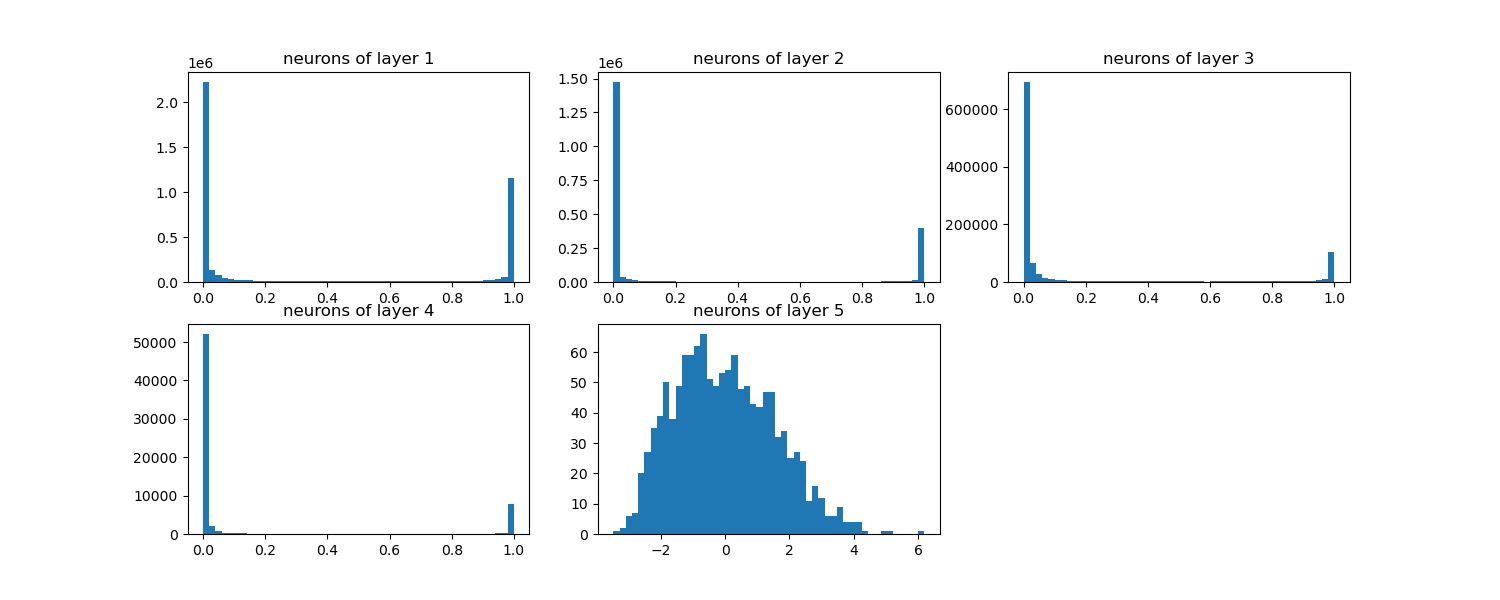 neurons of layer 1
1e6
2.0
1.5
1.0
0.5
0.0
0.0 0.2 0.4 0.6 0.8 1.0
neurons of layer 2
1e6
1.50
1.25
1.00
0.75
0.50
0.25
0.00
0.0 0.2 0.4 0.6 0.8 1.0
neurons of layer 3
600000
400000
200000
0
0.0 0.2 0.4 0.6 0.8 1.0
neurons of layer 4
50000
40000
30000
20000
10000
0
0.0 0.2 0.4 0.6 0.8 1.0
neurons of layer 5
60
50
40
30
20
10
0
−2 0 2 4 6